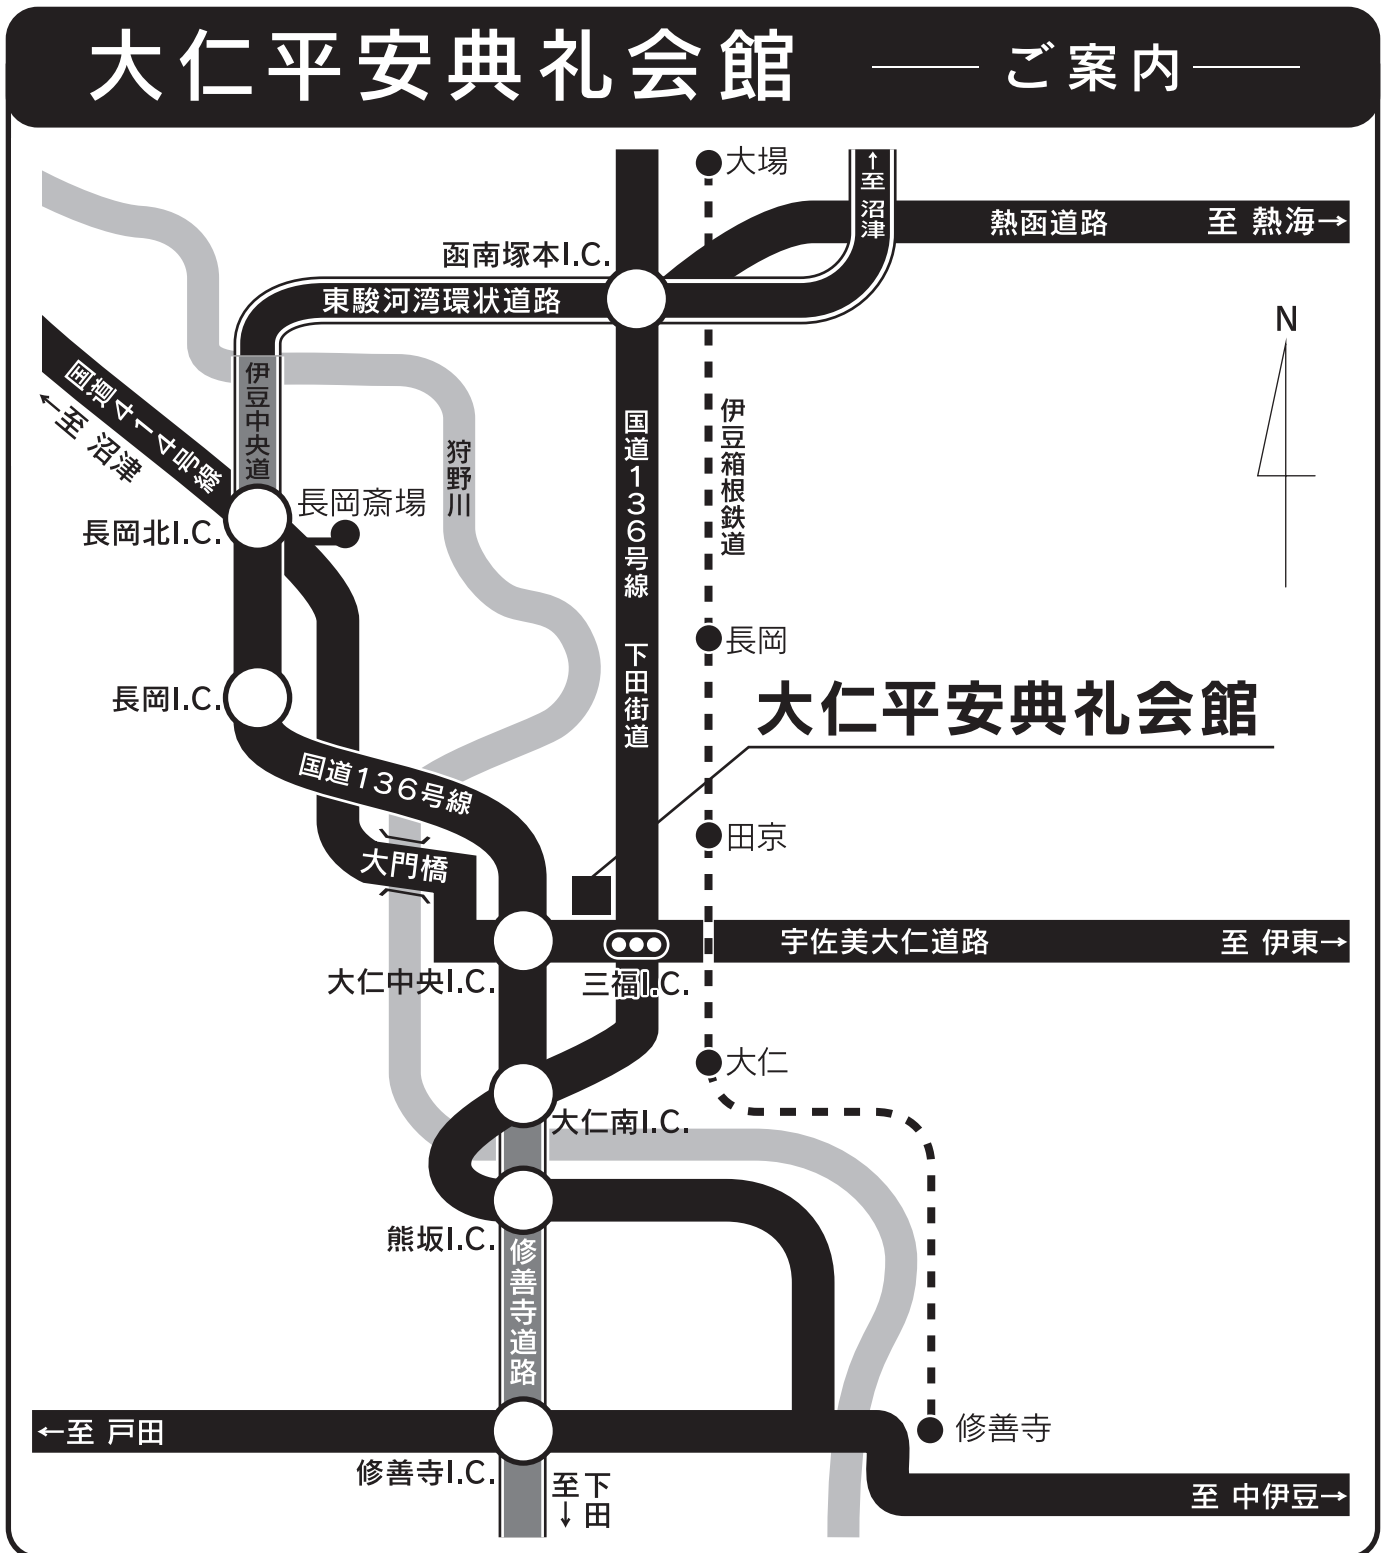 大仁平安典礼会館 ご案内
大場
↑至 沼津
熱函道路 至 熱海→
函南塚本I.C.
東駿河湾環状道路
N
伊豆中央道
国道414号線
←至 沼津
狩野川
国道136号線 下田街道
伊豆箱根鉄道
長岡斎場
長岡北I.C.
長岡
長岡I.C.
大仁平安典礼会館
国道136号線
田京
大門橋
宇佐美大仁道路 至 伊東→
大仁中央I.C.
三福I.C.
大仁
大仁南I.C.
熊坂I.C.
修善寺道路
←至 戸田
修善寺
修善寺I.C.
至下田→
至 中伊豆→